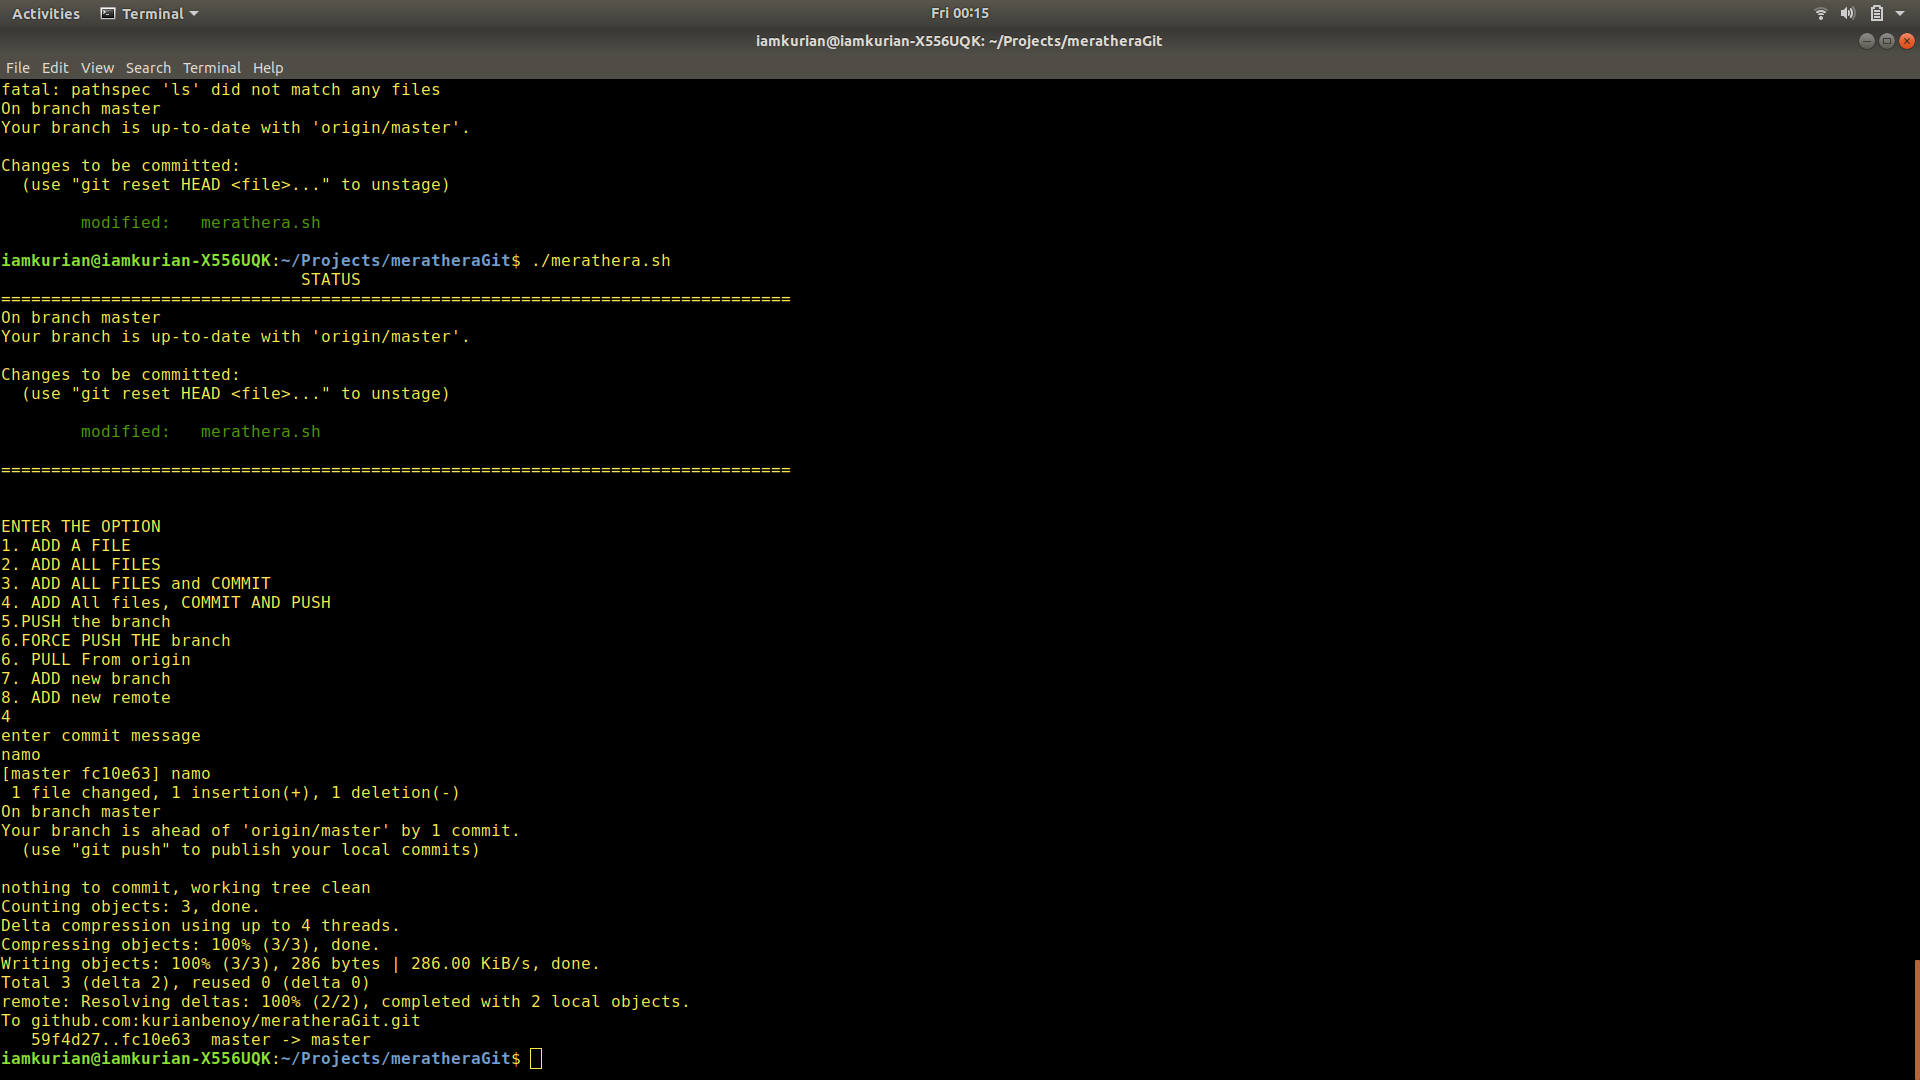 Activities Terminal Fri 00:15
iamkurian@iamkurian-X556UQK: ~/Projects/meratheraGit
File Edit View Search Terminal Help
fatal: pathspec 'ls' did not match any files
On branch master
Your branch is up-to-date with 'origin/master'.
Changes to be committed:
  (use "git reset HEAD <file>..." to unstage)
        modified:   merathera.sh
iamkurian@iamkurian-X556UQK:~/Projects/meratheraGit$ ./merathera.sh
                              STATUS
===============================================================================
On branch master
Your branch is up-to-date with 'origin/master'.
Changes to be committed:
  (use "git reset HEAD <file>..." to unstage)
        modified:   merathera.sh
===============================================================================
ENTER THE OPTION
1. ADD A FILE
2. ADD ALL FILES
3. ADD ALL FILES and COMMIT
4. ADD All files, COMMIT AND PUSH
5.PUSH the branch
6.FORCE PUSH THE branch
6. PULL From origin
7. ADD new branch
8. ADD new remote
4
enter commit message
namo
[master fc10e63] namo
 1 file changed, 1 insertion(+), 1 deletion(-)
On branch master
Your branch is ahead of 'origin/master' by 1 commit.
  (use "git push" to publish your local commits)
nothing to commit, working tree clean
Counting objects: 3, done.
Delta compression using up to 4 threads.
Compressing objects: 100% (3/3), done.
Writing objects: 100% (3/3), 286 bytes | 286.00 KiB/s, done.
Total 3 (delta 2), reused 0 (delta 0)
remote: Resolving deltas: 100% (2/2), completed with 2 local objects.
To github.com:kurianbenoy/meratheraGit.git
   59f4d27..fc10e63  master -> master
iamkurian@iamkurian-X556UQK:~/Projects/meratheraGit$